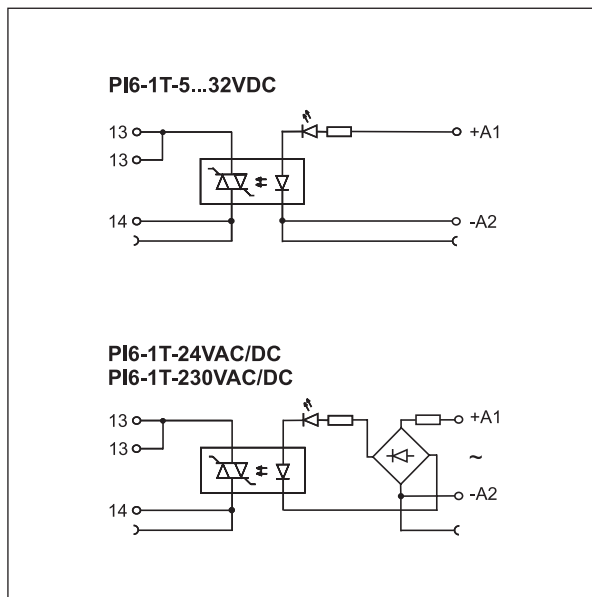 PI6-1T-5...32VDC
13
+A1
13
14
-A2
PI6-1T-24VAC/DC
PI6-1T-230VAC/DC
13
+A1
13
~
14
-A2